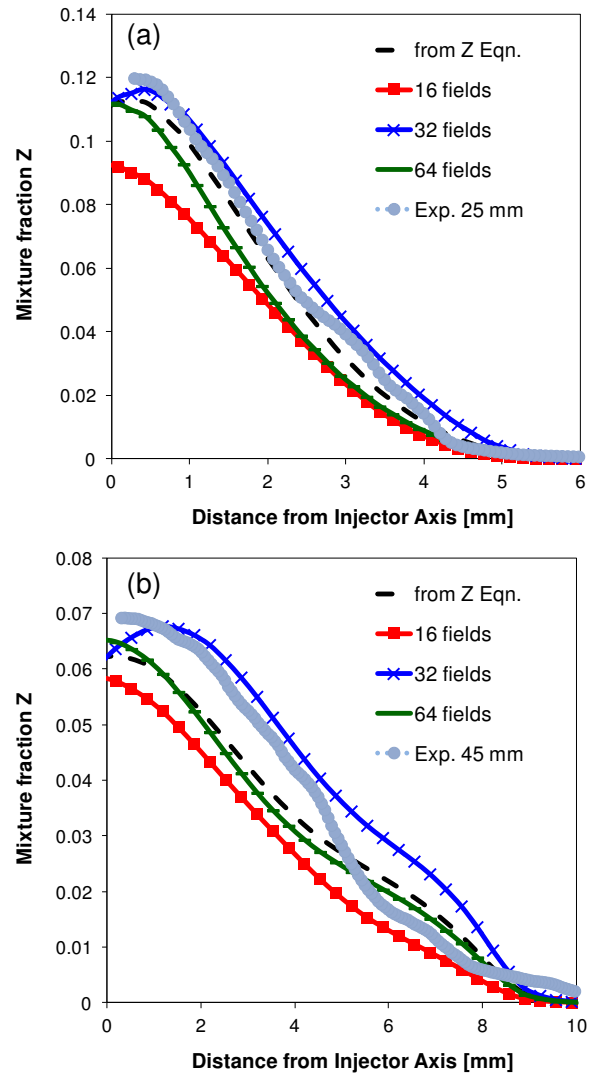 (a)
0.14
0.12
0.1
0.08
0.06
0.04
0.02
0
Mixture fraction Z
from Z Eqn.
16 fields
32 fields
64 fields
Exp. 25 mm
0 1 2 3 4 5 6
Distance from Injector Axis [mm]
(b)
0.08
0.07
0.06
0.05
0.04
0.03
0.02
0.01
0
Mixture fraction Z
from Z Eqn.
16 fields
32 fields
64 fields
Exp. 45 mm
0 2 4 6 8 10
Distance from Injector Axis [mm]